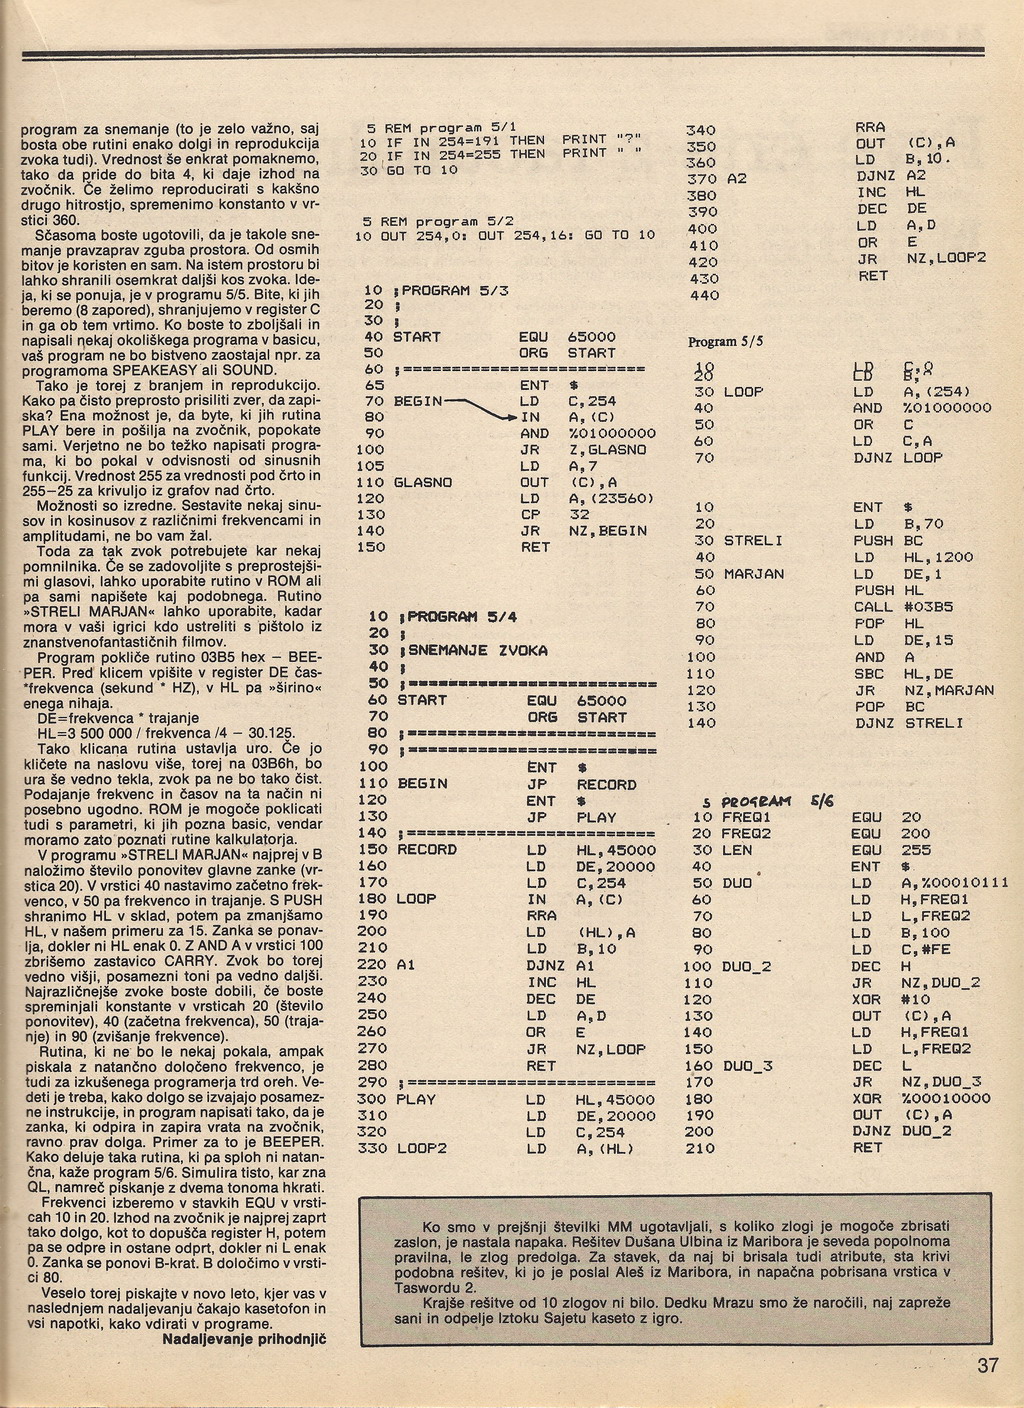 program za snemanje (to je zelo važno, saj
bosta obe rutini enako dolgi in reprodukcija
zvoka tudi). Vrednost še enkrat pomaknemo,
tako da pride do bita 4, ki daje izhod na
zvočnik. Če želimo reproducirati s kakšno
drugo hitrostjo, spremenimo konstanto v vr-
stici 360.
Sčasoma boste ugotovili, da je takole sne-
manje pravzaprav zguba prostora. Od osmih
bitov je koristen en sam. Na istem prostoru bi
lahko shranili osemkrat daljši kos zvoka. Ide-
ja, ki se ponuja, je v programu 5/5. Bite, ki jih
beremo (8 zapored), shranjujemo v register C
in ga ob tem vrtimo. Ko boste to zboljšali in
napisali nekaj okoliškega programa v basicu,
vaš program ne bo bistveno zaostajal npr. za
programoma SPEAKEASY ali SOUND.
Tako je torej z branjem in reprodukcijo.
Kako pa čisto preprosto prisiliti zver, da zapi-
ska? Ena možnost je, da byte, ki jih rutina
PLAY bere in pošilja na zvočnik, popokate
sami. Verjetno ne bo težko napisati progra-
ma, ki bo pokal v odvisnosti od sinusnih
funkcij. Vrednost 255 za vrednosti pod črto in
255—25 za krivuljo iz grafov nad črto.
Možnosti so izredne. Sestavite nekaj sinu-
sov in kosinusov z različnimi frekvencami in
amplitudami, ne bo vam žal.
Toda za tak zvok potrebujete kar nekaj
pomnilnika. Če se zadovoljite s preprostejši-
mi glasovi, lahko uporabite rutino v ROM ali
pa sami napišete kaj podobnega. Rutino
»STRELI MARJAN« lahko uporabite, kadar
mora v vaši igrici kdo ustreliti s pištolo iz
znanstvenofantastičnih filmov.
Program pokliče rutino 03B5 hex — BEE-
PER. Pred klicem vpišite v register DE čas-
*frekvenca (sekund * HZ), v HL pa »širino«
enega nihaja.
DE=frekvenca * trajanje
HL=3 500 000 / frekvenca /4 — 30.125.
Tako klicana rutina ustavlja uro. Če jo
kličete na naslovu više, torej na 03B6h, bo
ura še vedno tekla, zvok pa ne bo tako čist.
Podajanje frekvenc in časov na ta način ni
posebno ugodno. ROM je mogoče poklicati
tudi s parametri, ki jih pozna basic, vendar
moramo zato poznati rutine kalkulatorja.
V programu »STRELI MARJAN« najprej v B
naložimo število ponovitev glavne zanke (vr-
stica 20). V vrstici 40 nastavimo začetno frek-
venco, v 50 pa frekvenco in trajanje. S PUSH
shranimo HL v sklad, potem pa zmanjšamo
HL, v našem primeru za 15. Zanka se ponav-
lja, dokler ni HL enak 0. Z AND A v vrstici 100
zbrišemo zastavico CARRY. Zvok bo torej
vedno višji, posamezni toni pa vedno daljši.
Najrazličnejše zvoke boste dobili, če boste
spreminjali konstante v vrsticah 20 (število
ponovitev), 40 (začetna frekvenca), 50 (traja-
nje) in 90 (zvišanje frekvence).
Rutina, ki ne bo le nekaj pokala, ampak
piskala z natančno določeno frekvenco, je
tudi za izkušenega programerja trd oreh. Ve-
deti je treba, kako dolgo se izvajajo posamez-
ne instrukcije, in program napisati tako, da je
zanka, ki odpira in zapira vrata na zvočnik,
ravno prav dolga. Primer za to je BEEPER.
Kako deluje taka rutina, ki pa sploh ni natan-
čna, kaže program 5/6. Simulira tisto, kar zna
QL, namreč piskanje z dvema tonoma hkrati.
Frekvenci izberemo v stavkih EQU v vrsti-
cah 10 in 20. Izhod na zvočnik je najprej zaprt
tako dolgo, kot to dopušča register H, potem
pa se odpre in ostane odprt, dokler ni L enak
0. Zanka se ponovi B-krat. B določimo v vrsti-
ci 80.
Veselo torej piskajte v novo leto, kjer vas v
naslednjem nadaljevanju čakajo kasetofon in
vsi napotki, kako vdirati v programe.
Nadaljevanje prihodnjič
5 REM program 5/1
10 IF IN 254=191 THEN PRINT "?"
20 IF IN 254=255 THEN PRINT " "
30 GO TO 10
5 REM program 5/2
10 OUT 254,0: OUT 254,16: GO TO 10
10 ;PROGRAM 5/3
20 ;
30 ;
40 START EQU 65000
50 ORG START
60 ;==========================
65 ENT $
70 BEGIN LD C,254
80 IN A,(C)
90 AND %01000000
100 JR Z,GLASNO
105 LD A,7
110 GLASNO OUT (C),A
120 LD A,(23560)
130 CP 32
140 JR NZ,BEGIN
150 RET
10 ;PROGRAM 5/4
20 ;
30 ;SNEMANJE ZVOKA
40 ;
50 ;==========================
60 START EQU 65000
70 ORG START
80 ;==========================
90 ;==========================
100 ENT $
110 BEGIN JP RECORD
120 ENT $
130 JP PLAY
140 ;==========================
150 RECORD LD HL,45000
160 LD DE,20000
170 LD C,254
180 LOOP IN A,(C)
190 RRA
200 LD (HL),A
210 LD B,10
220 A1 DJNZ A1
230 INC HL
240 DEC DE
250 LD A,D
260 OR E
270 JR NZ,LOOP
280 RET
290 ;==========================
300 PLAY LD HL,45000
310 LD DE,20000
320 LD C,254
330 LOOP2 LD A,(HL)
340 RRA
350 OUT (C),A
360 LD B,10
370 A2 DJNZ A2
380 INC HL
390 DEC DE
400 LD A,D
410 OR E
420 JR NZ,LOOP2
430 RET
440
Program 5/5
30 LOOP LD A,(254)
40 AND %01000000
50 OR C
60 LD C,A
70 DJNZ LOOP
10 ENT $
20 LD B,70
30 STRELI PUSH BC
40 LD HL,1200
50 MARJAN LD DE,1
60 PUSH HL
70 CALL #03B5
80 POP HL
90 LD DE,15
100 AND A
110 SBC HL,DE
120 JR NZ,MARJAN
130 POP BC
140 DJNZ STRELI
5 PROGRAM 5/6
10 FREQ1 EQU 20
20 FREQ2 EQU 200
30 LEN EQU 255
40 ENT $
50 DUO LD A,%00010111
60 LD H,FREQ1
70 LD L,FREQ2
80 LD B,100
90 LD C,#FE
100 DUO_2 DEC H
110 JR NZ,DUO_2
120 XOR #10
130 OUT (C),A
140 LD H,FREQ1
150 LD L,FREQ2
160 DUO_3 DEC L
170 JR NZ,DUO_3
180 XOR %00010000
190 OUT (C),A
200 DJNZ DUO_2
210 RET
Ko smo v prejšnji številki MM ugotavljali, s koliko zlogi je mogoče zbrisati
zaslon, je nastala napaka. Rešitev Dušana Ulbina iz Maribora je seveda popolnoma
pravilna, le zlog predolga. Za stavek, da naj bi brisala tudi atribute, sta krivi
podobna rešitev, ki jo je poslal Aleš iz Maribora, in napačna pobrisana vrstica v
Taswordu 2.
Krajše rešitve od 10 zlogov ni bilo. Dedku Mrazu smo že naročili, naj zapreže
sani in odpelje Iztoku Sajetu kaseto z igro.
37